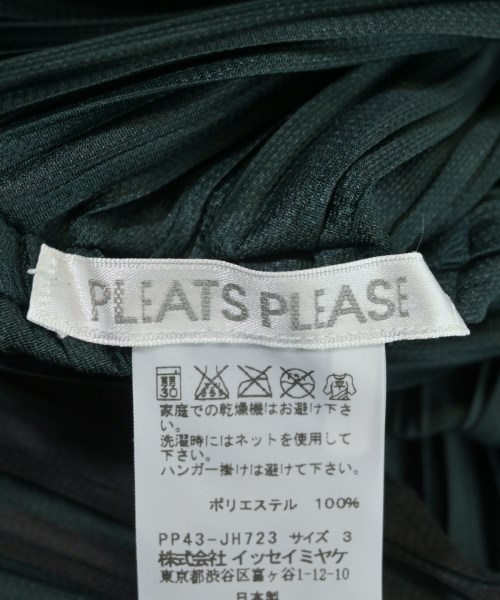 PLEATS PLEASE
弱
30
家庭での乾燥機はお避け下さ
い。
洗濯時にはネットを使用して
下さい。
ハンガー掛けは避けて下さい。
ポリエステル 100%
PP43-JH723 サイズ 3
株式会社 イッセイミヤケ
東京都渋谷区富ヶ谷1-12-10
日本製